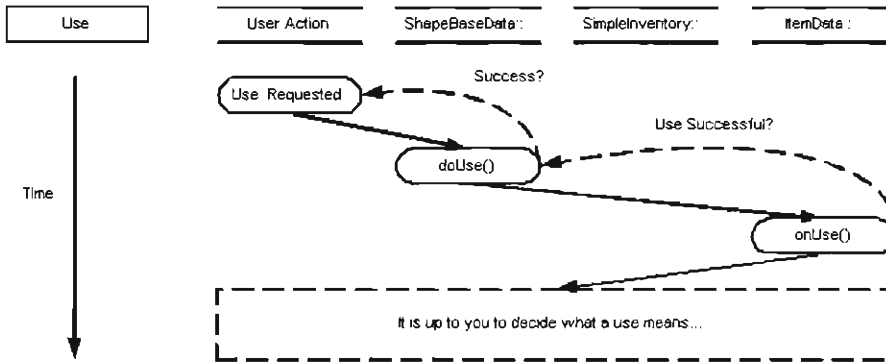 Use
User Action
ShapeBaseData::
SimpleInventory::
ItemData :
Success?
Use Requested
Use Successful?
doUse()
Time
onUse()
It is up to you to decide what a use means...